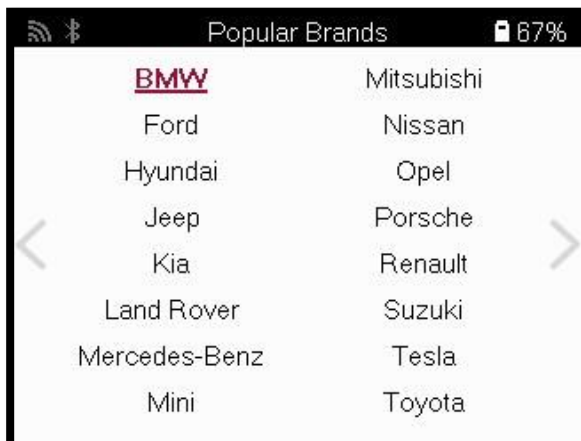 Popular Brands 67%
BMW Mitsubishi
Ford Nissan
Hyundai Opel
Jeep Porsche
Kia Renault
Land Rover Suzuki
Mercedes-Benz Tesla
Mini Toyota